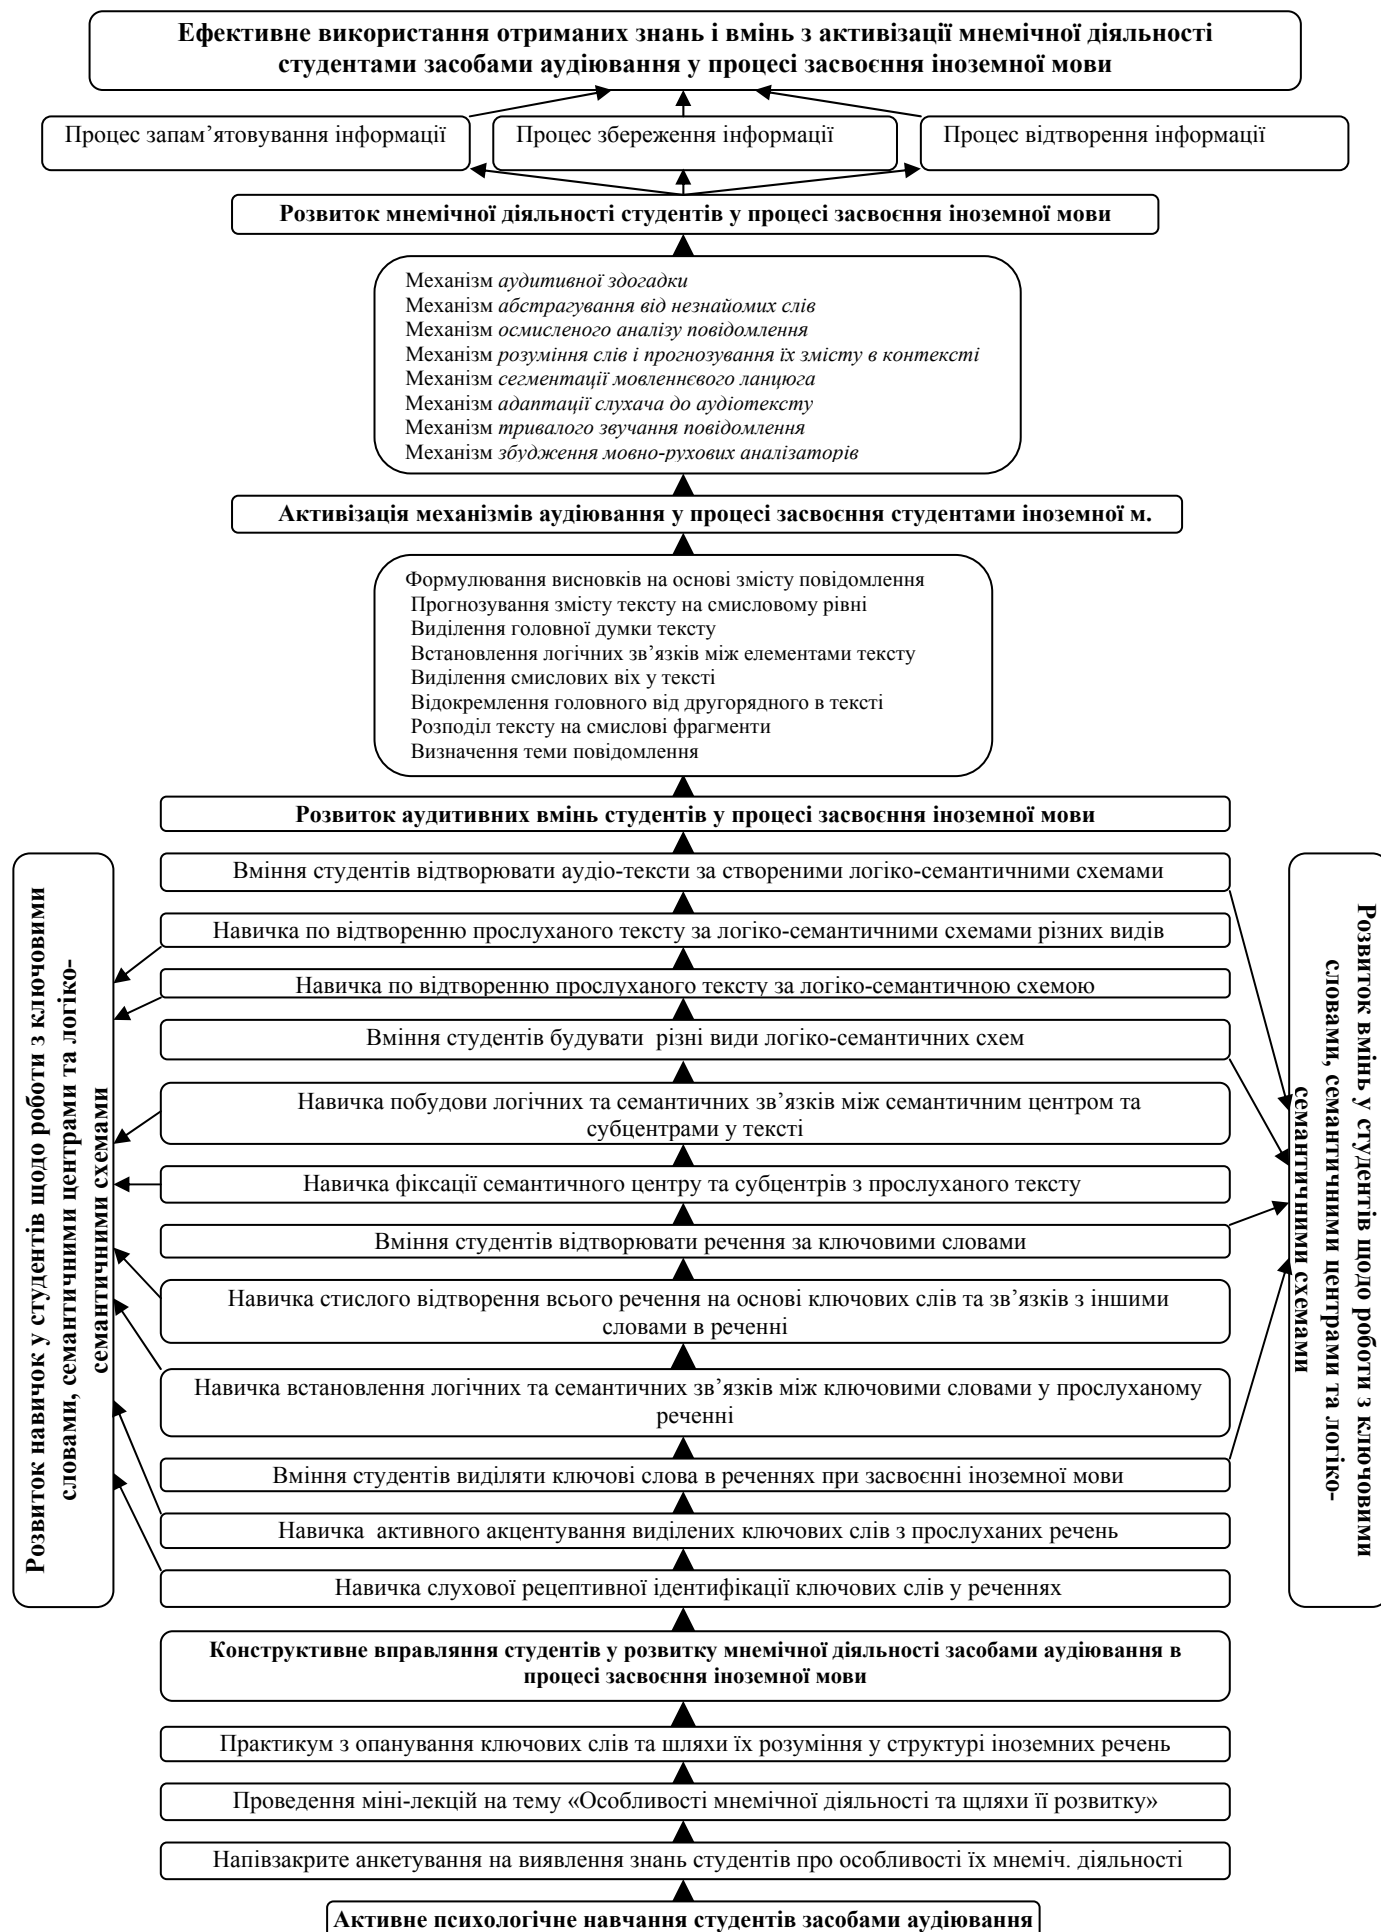 Ефективне використання отриманих знань і вмінь з активізації мнемічної діяльності
студентами засобами аудіювання у процесі засвоєння іноземної мови
Процес запам’ятовування інформації
Процес збереження інформації
Процес відтворення інформації
Розвиток мнемічної діяльності студентів у процесі засвоєння іноземної мови
Механізм аудитивної здогадки
Механізм абстрагування від незнайомих слів
Механізм осмисленого аналізу повідомлення
Механізм розуміння слів і прогнозування їх змісту в контексті
Механізм сегментації мовленнєвого ланцюга
Механізм адаптації слухача до аудіотексту
Механізм тривалого звучання повідомлення
Механізм збудження мовно-рухових аналізаторів
Активізація механізмів аудіювання у процесі засвоєння студентами іноземної м.
Формулювання висновків на основі змісту повідомлення
Прогнозування змісту тексту на смисловому рівні
Виділення головної думки тексту
Встановлення логічних зв’язків між елементами тексту
Виділення смислових віх у тексті
Відокремлення головного від другорядного в тексті
Розподіл тексту на смислові фрагменти
Визначення теми повідомлення
Розвиток аудитивних вмінь студентів у процесі засвоєння іноземної мови
Розвиток навичок у студентів щодо роботи з ключовими
словами, семантичними центрами та логіко-
семантичними схемами
Вміння студентів відтворювати аудіо-тексти за створеними логіко-семантичними схемами
Навичка по відтворенню прослуханого тексту за логіко-семантичними схемами різних видів
Навичка по відтворенню прослуханого тексту за логіко-семантичною схемою
Вміння студентів будувати різні види логіко-семантичних схем
Навичка побудови логічних та семантичних зв’язків між семантичним центром та
субцентрами у тексті
Навичка фіксації семантичного центру та субцентрів з прослуханого тексту
Вміння студентів відтворювати речення за ключовими словами
Навичка стислого відтворення всього речення на основі ключових слів та зв’язків з іншими
словами в реченні
Навичка встановлення логічних та семантичних зв’язків між ключовими словами у прослуханому
реченні
Вміння студентів виділяти ключові слова в реченнях при засвоєнні іноземної мови
Навичка активного акцентування виділених ключових слів з прослуханих речень
Навичка слухової рецептивної ідентифікації ключових слів у реченнях
Розвиток вмінь у студентів щодо роботи з ключовими
словами, семантичними центрами та логіко-
семантичними схемами
Конструктивне вправляння студентів у розвитку мнемічної діяльності засобами аудіювання в
процесі засвоєння іноземної мови
Практикум з опанування ключових слів та шляхи їх розуміння у структурі іноземних речень
Проведення міні-лекцій на тему «Особливості мнемічної діяльності та щляхи її розвитку»
Напівзакрите анкетування на виявлення знань студентів про особливості їх мнеміч. діяльності
Активне психологічне навчання студентів засобами аудіювання